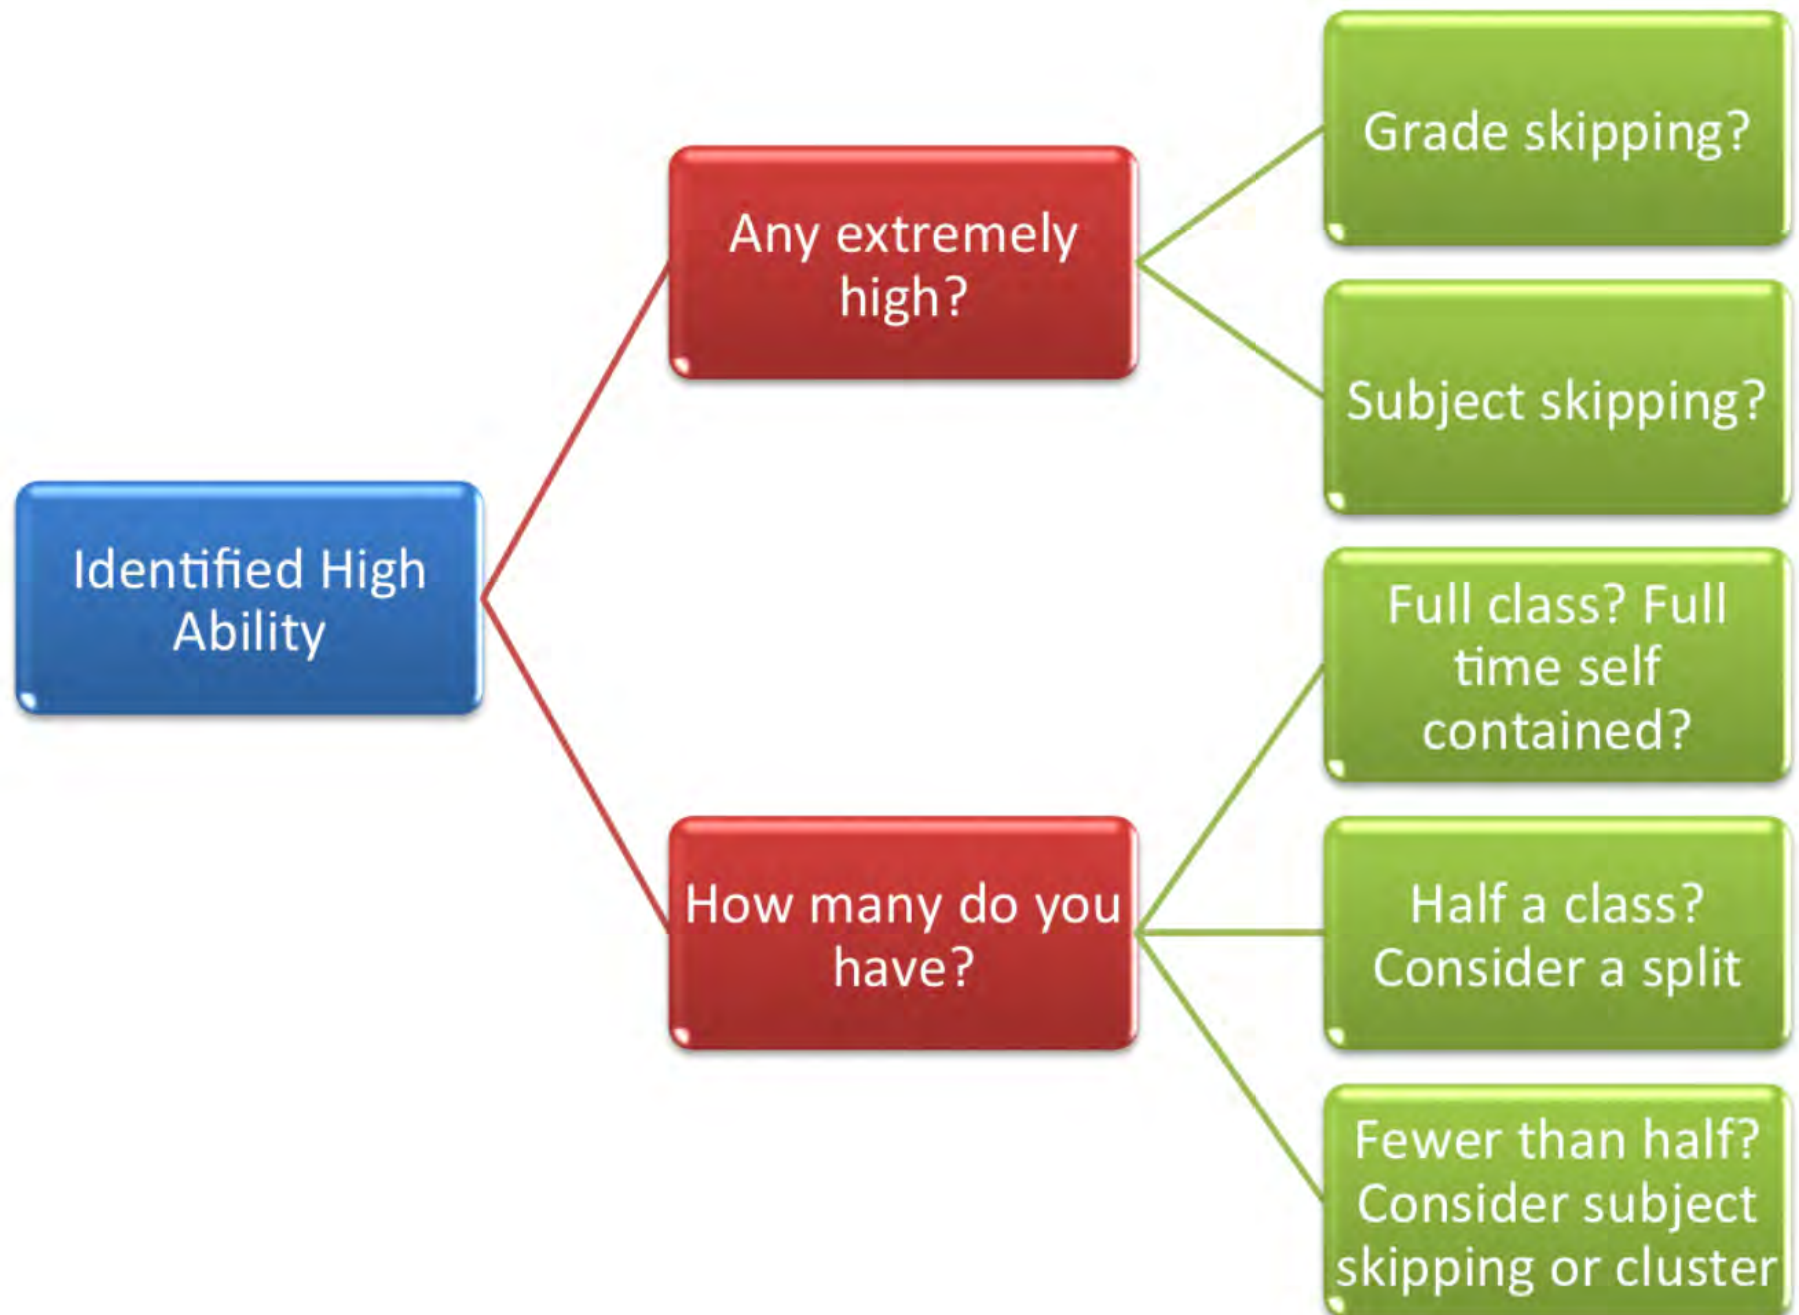 Identified High
Ability
Any extremely
high?
Grade skipping?
Subject skipping?
How many do you
have?
Full class? Full
time self
contained?
Half a class?
Consider a split
Fewer than half?
Consider subject
skipping or cluster